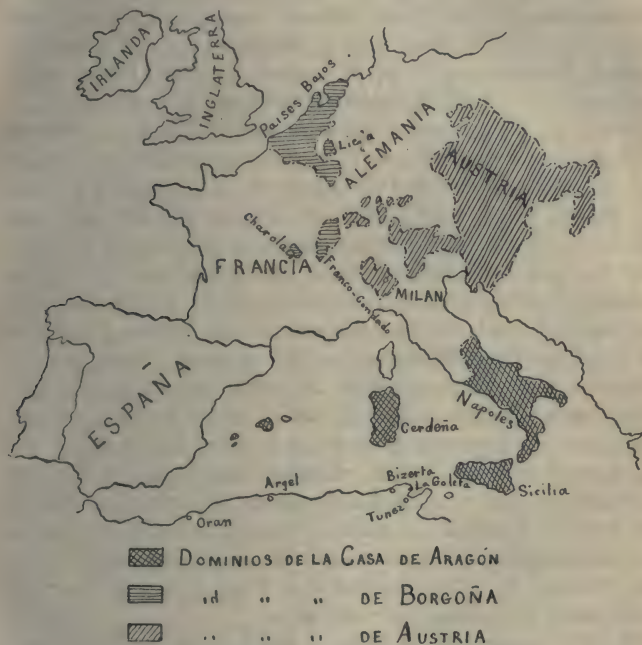 IRLANDA
INGLATERRA
Paises Bajos
Lieja
ALEMANIA
AUSTRIA
Charola
FRANCIA
Franco-Condado
MILAN
ESPAÑA
Napoles
Cerdeña
Sicilia
Bizerta
La Goleta
Tunez
Argel
Oran
DOMINIOS DE LA CASA DE ARAGÓN
id " " DE BORGOÑA
" " " DE AUSTRIA